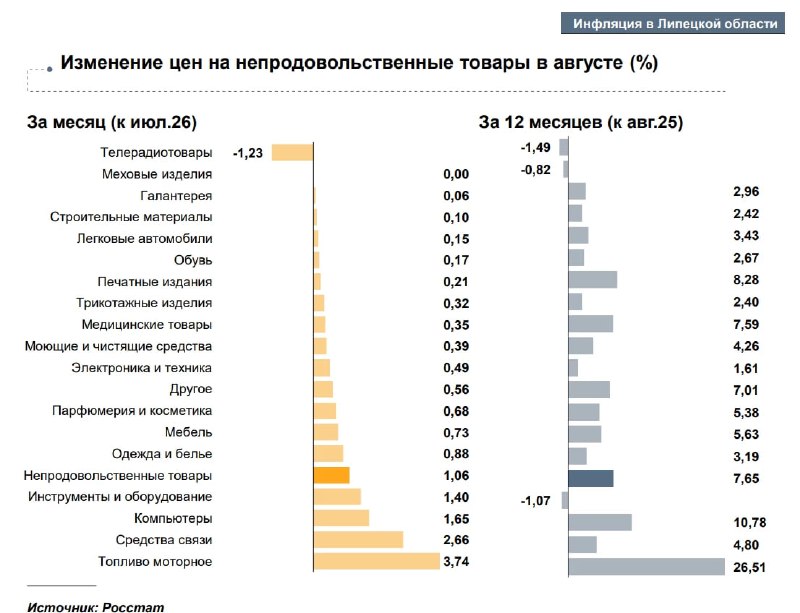 Инфляция в Липецкой области
Изменение цен на непродовольственные товары в августе (%)
За месяц (к июл.26) За 12 месяцев (к авг.25)
Телерадиотовары -1,23 -1,49
Меховые изделия 0,00 -0,82
Галантерея 0,06 2,96
Строительные материалы 0,10 2,42
Легковые автомобили 0,15 3,43
Обувь 0,17 2,67
Печатные издания 0,21 8,28
Трикотажные изделия 0,32 2,40
Медицинские товары 0,35 7,59
Моющие и чистящие средства 0,39 4,26
Электроника и техника 0,49 1,61
Другое 0,56 7,01
Парфюмерия и косметика 0,68 5,38
Мебель 0,73 5,63
Одежда и белье 0,88 3,19
Непродовольственные товары 1,06 7,65
Инструменты и оборудование 1,40 -1,07
Компьютеры 1,65 10,78
Средства связи 2,66 4,80
Топливо моторное 3,74 26,51
Источник: Росстат